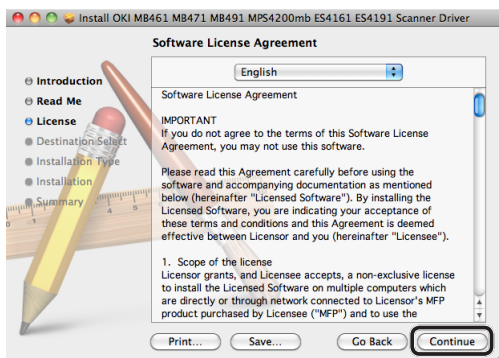 Install OKI MB461 MB471 MB491 MPS4200mb ES4161 ES4191 Scanner Driver
Software License Agreement
Introduction
Read Me
License
Destination Select
Installation Type
Installation
Summary
English
Software License Agreement
IMPORTANT
If you do not agree to the terms of this Software License
Agreement, you may not use this software.
Please read this Agreement carefully before using the
software and accompanying documentation as mentioned
below (hereinafter "Licensed Software"). By installing the
Licensed Software, you are indicating your acceptance of
these terms and conditions and this Agreement is deemed
effective between Licensor and you (hereinafter "Licensee").
1. Scope of the license
Licensor grants, and Licensee accepts, a non-exclusive license
to install the Licensed Software on multiple computers which
are directly or through network connected to Licensor's MFP
product purchased by Licensee ("MFP") and to use the
Print...
Save...
Go Back
Continue